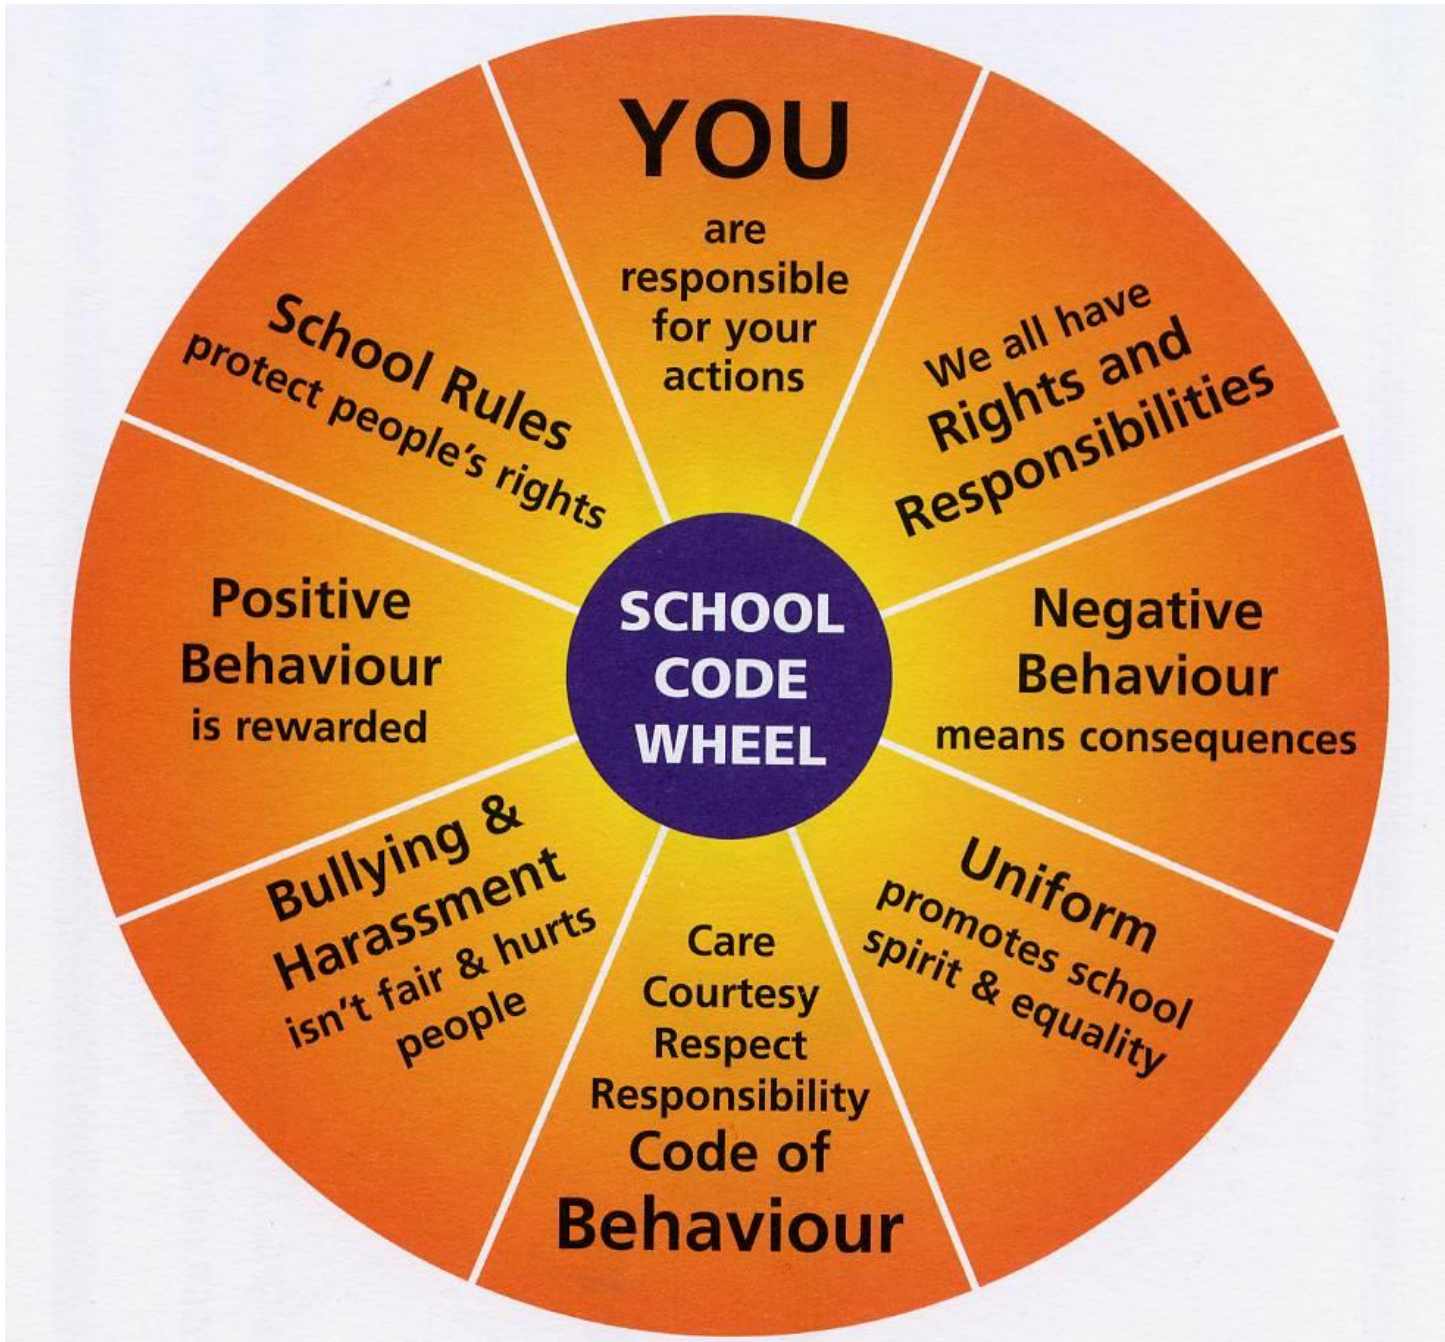 YOU
are
responsible
for your
actions
We all have
Rights and
Responsibilities
Negative
Behaviour
means consequences
Uniform
promotes school
spirit & equality
Care
Courtesy
Respect
Responsibility
Code of
Behaviour
Bullying &
Harassment
isn't fair & hurts
people
Positive
Behaviour
is rewarded
School Rules
protect people's rights
SCHOOL
CODE
WHEEL